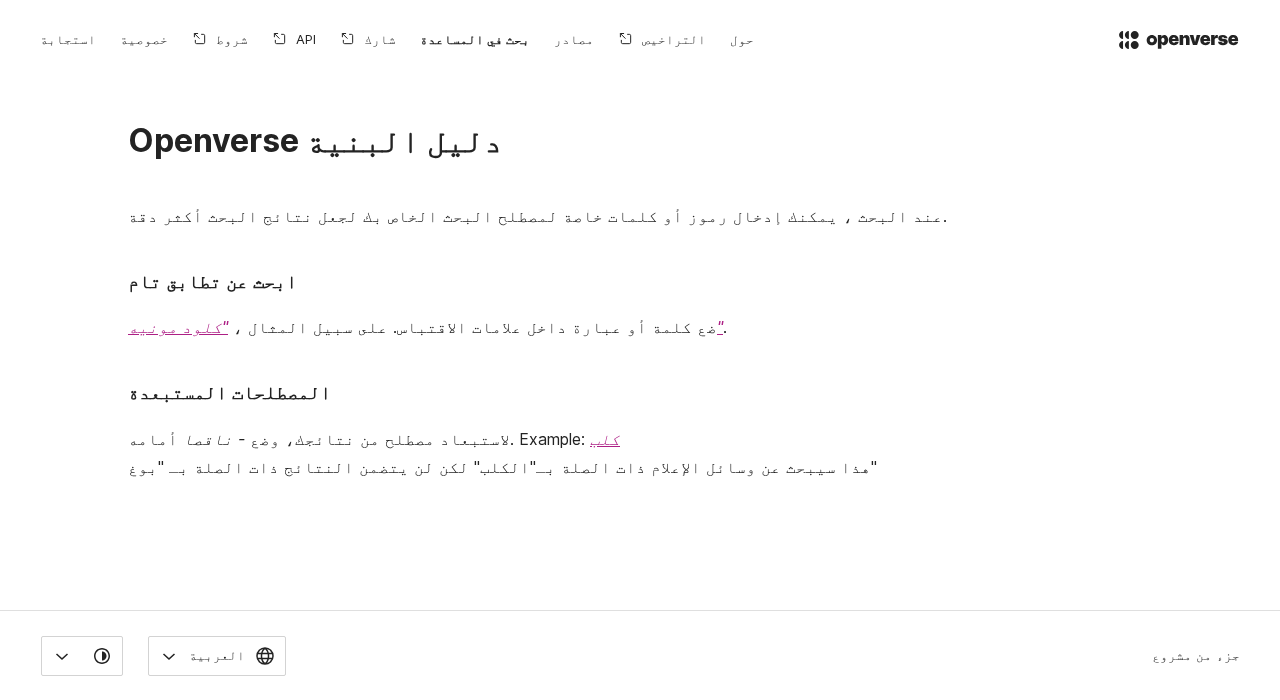 openverse
حول
التراخيص
مصادر
بحث في المساعدة
شارك
API
شروط
خصوصية
استجابة
Openverse دليل البنية
عند البحث ، يمكنك إدخال رموز أو كلمات خاصة لمصطلح البحث الخاص بك لجعل نتائج البحث أكثر دقة.
ابحث عن تطابق تام
ضع كلمة أو عبارة داخل علامات الاقتباس. على سبيل المثال ، "كلود مونيه".
المصطلحات المستبعدة
لاستبعاد مصطلح من نتائجك، وضع - ناقصا أمامه. Example: كلب
هذا سيبحث عن وسائل الإعلام ذات الصلة بـ"الكلب" لكن لن يتضمن النتائج ذات الصلة بـ "بوغ"
جزء من مشروع
العربية